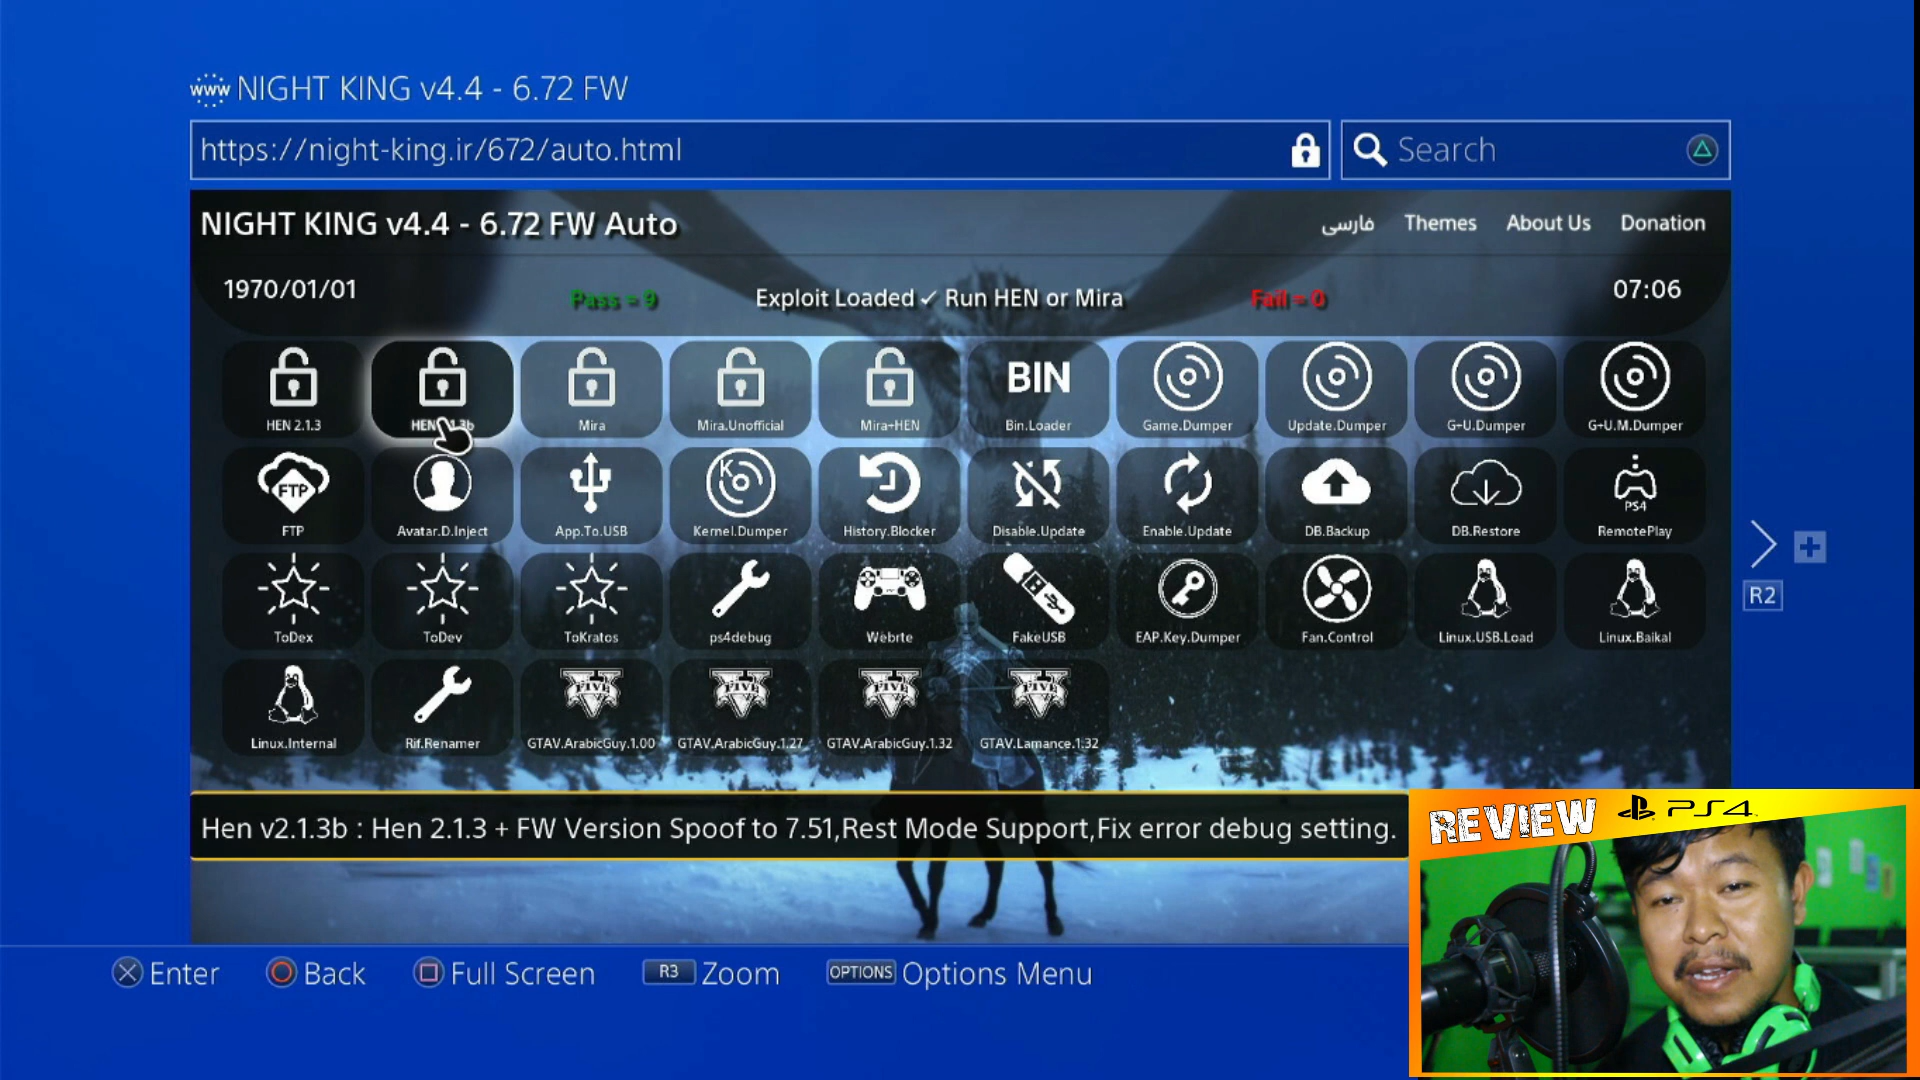 www NIGHT KING v4.4 - 6.72 FW
https://night-king.ir/672/auto.html
Search
NIGHT KING v4.4 - 6.72 FW Auto
فارسی Themes About Us Donation
1970/01/01 Pass = 9 Exploit Loaded ✓ Run HEN or Mira Fail = 0 07:06
BIN
HEN 2.1.3 HEN Mira Mira.Unofficial Mira+HEN Bin.Loader Game.Dumper Update.Dumper G+U.Dumper G+U.M.Dumper
FTP K PS4
FTP Avatar.D.Inject App.To.USB Kernel.Dumper History.Blocker Disable.Update Enable.Update DB.Backup DB.Restore RemotePlay
R2
ToDex ToDev ToKratos ps4debug Webrte FakeUSB EAP.Key.Dumper Fan.Control Linux.USB.Load Linux.Baikal
FIVE FIVE FIVE FIVE
Linux.Internal Rif.Renamer GTAV.ArabicGuy.1.00 GTAV.ArabicGuy.1.27 GTAV.ArabicGuy.1.32 GTAV.Lamance.1.32
Hen v2.1.3b : Hen 2.1.3 + FW Version Spoof to 7.51,Rest Mode Support,Fix error debug setting.
REVIEW PS4
Enter Back Full Screen R3 Zoom OPTIONS Options Menu